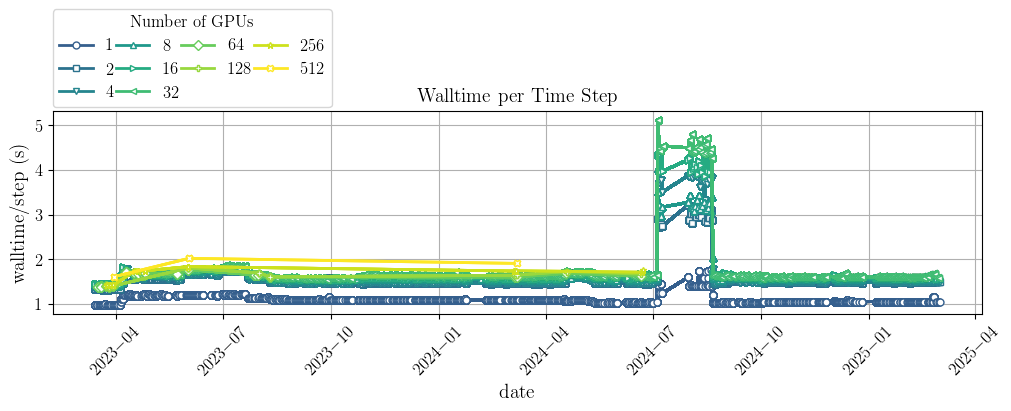 Number of GPUs
1 8 64 256
2 16 128 512
4 32
Walltime per Time Step
5
4
3
2
1
walltime/step (s)
2023-04 2023-07 2023-10 2024-01 2024-04 2024-07 2024-10 2025-01 2025-04
date